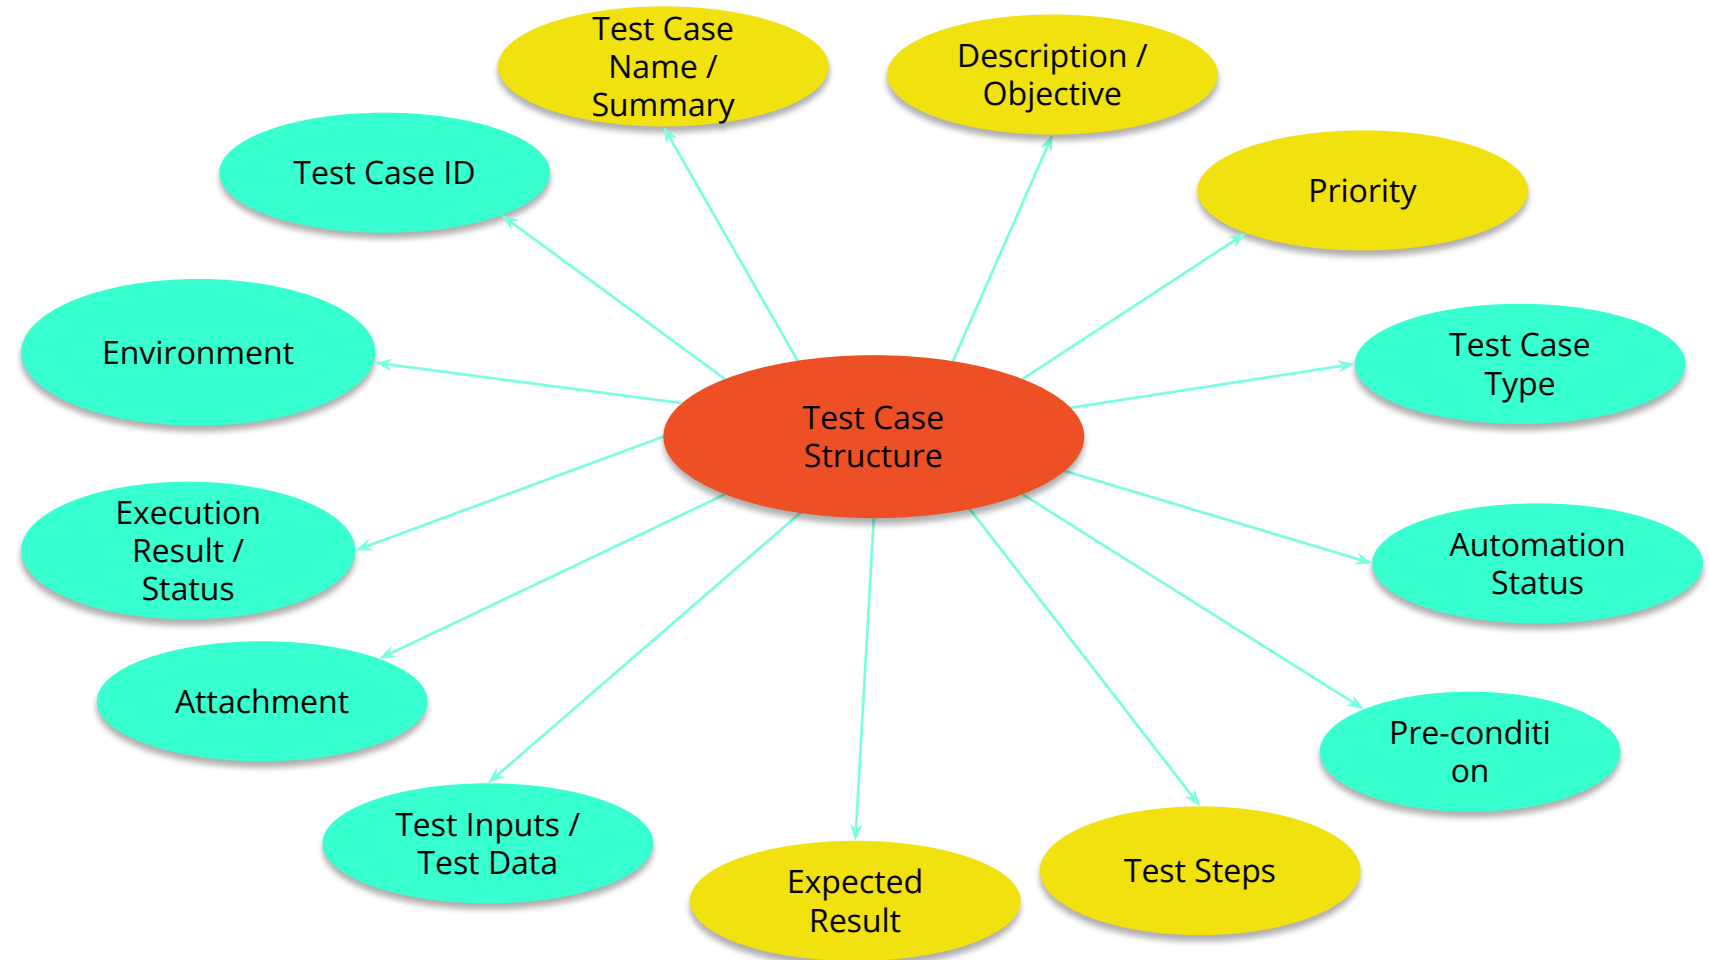 Test Case
Name /
Summary
Description /
Objective
Test Case ID
Priority
Environment
Test Case
Type
Test Case
Structure
Execution
Result /
Status
Automation
Status
Attachment
Pre-conditi
on
Test Inputs /
Test Data
Expected
Result
Test Steps